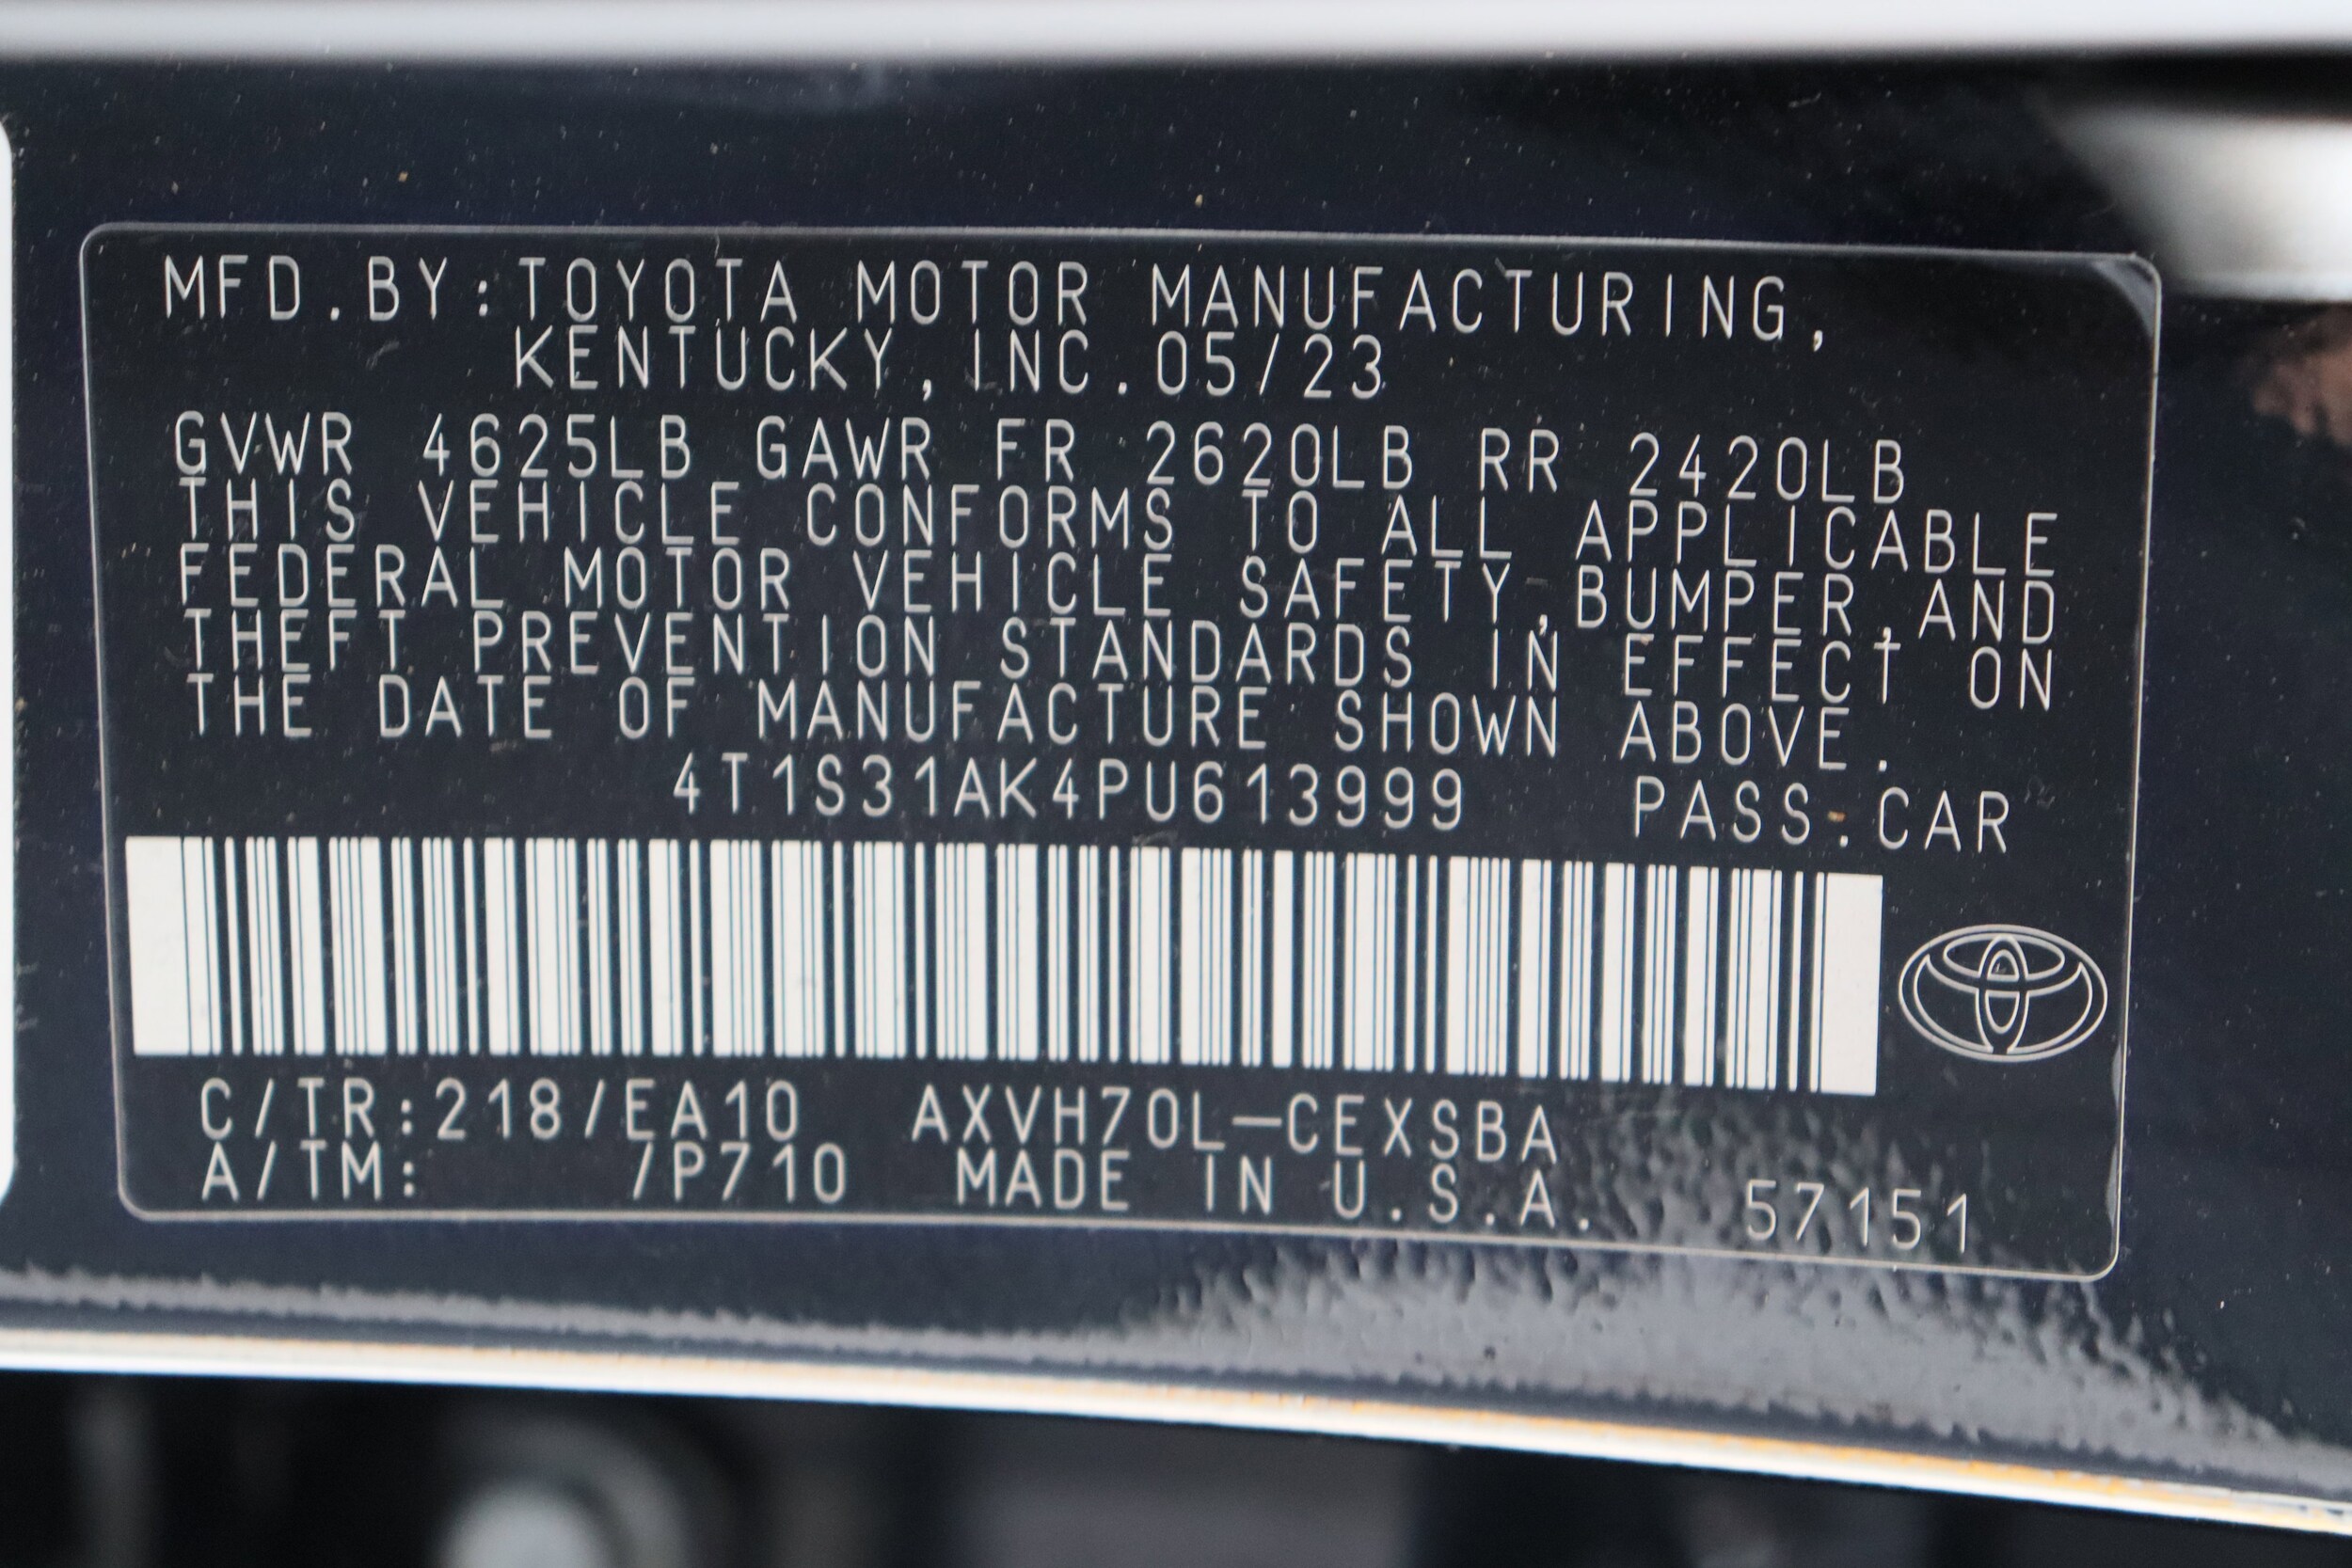 MFD.BY:TOYOTA MOTOR MANUFACTURING,
KENTUCKY,INC.05/23
GVWR 4625LB GAWR FR 2620LB RR 2420LB
THIS VEHICLE CONFORMS TO ALL APPLICABLE
FEDERAL MOTOR VEHICLE SAFETY,BUMPER,AND
THEFT PREVENTION STANDARDS IN EFFECT ON
THE DATE OF MANUFACTURE SHOWN ABOVE.
4T1S31AK4PU613999 PASS.CAR
C/TR:218/EA10 AXVH70L-CEXSBA
A/TM: /P710 MADE IN U.S.A. 57151